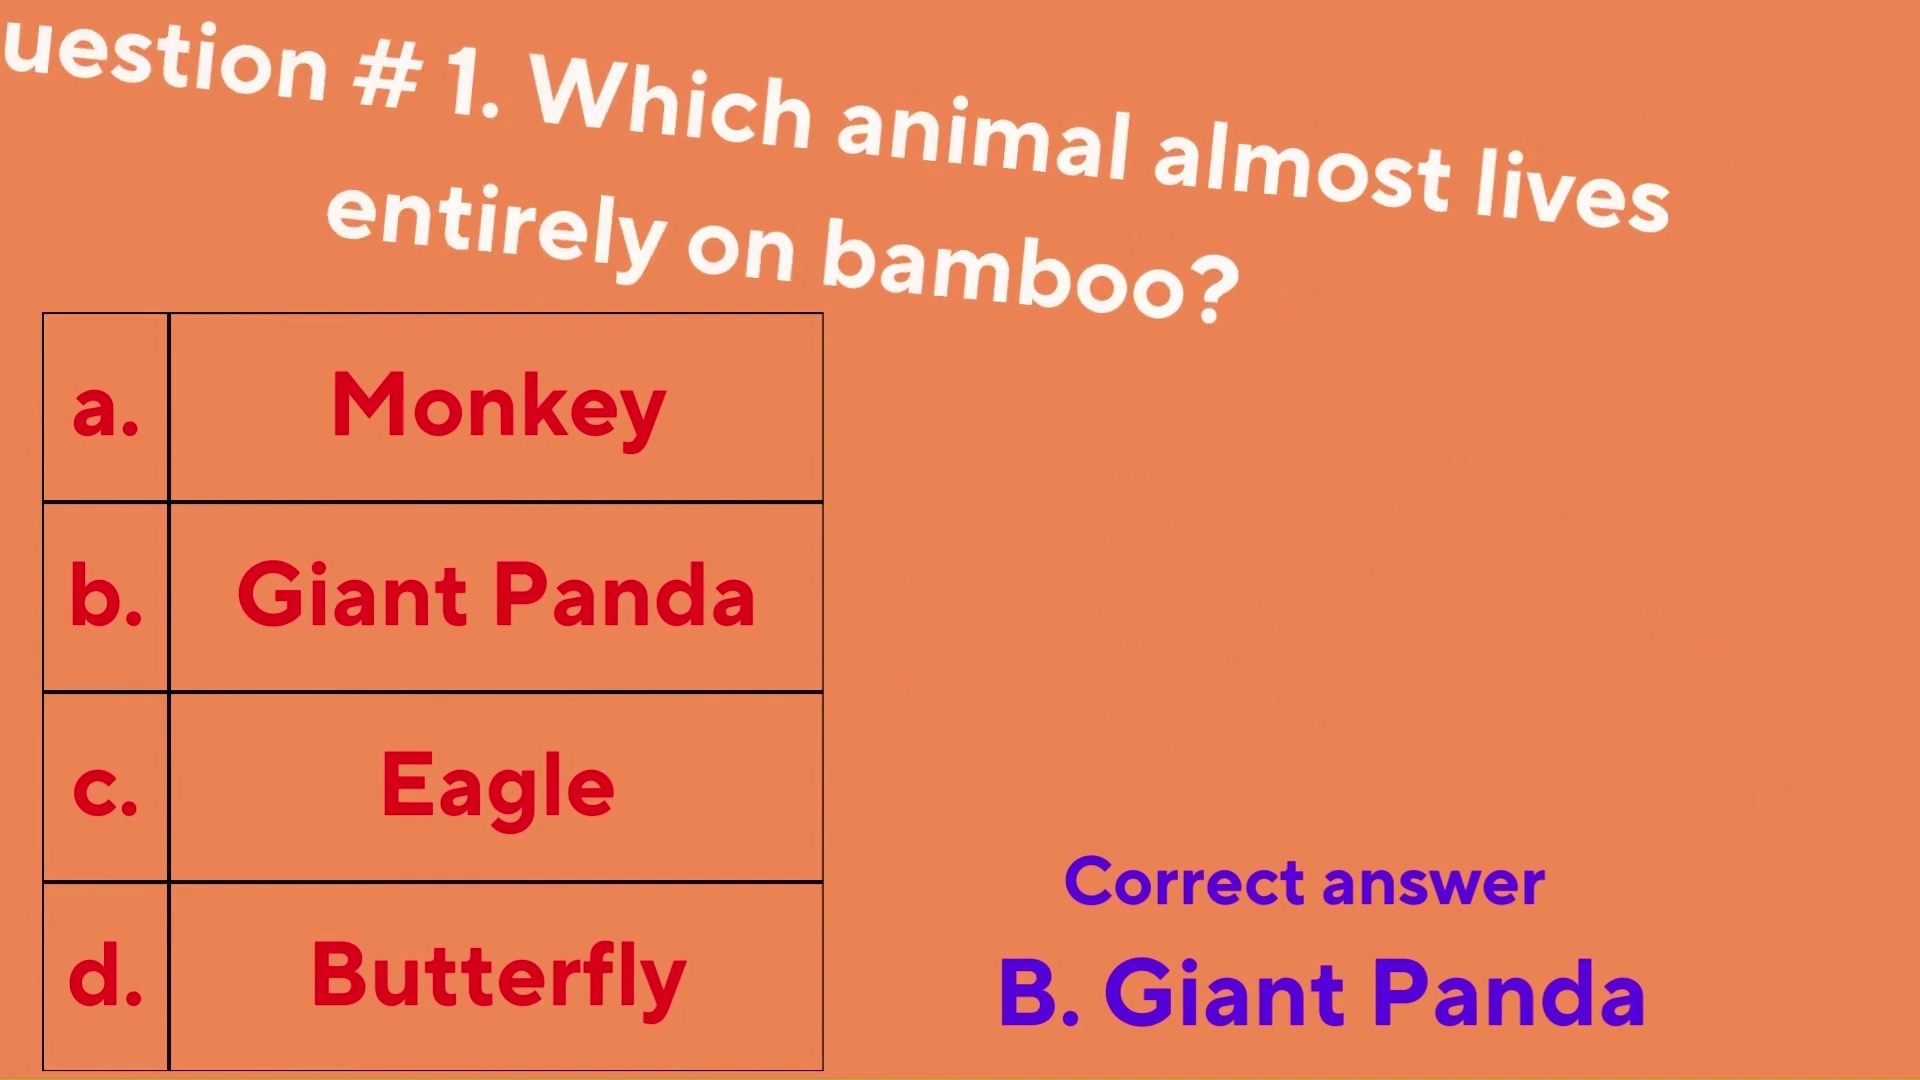 uestion # 1. Which animal almost lives
entirely on bamboo?
a. Monkey
b. Giant Panda
c. Eagle
d. Butterfly
Correct answer
B. Giant Panda